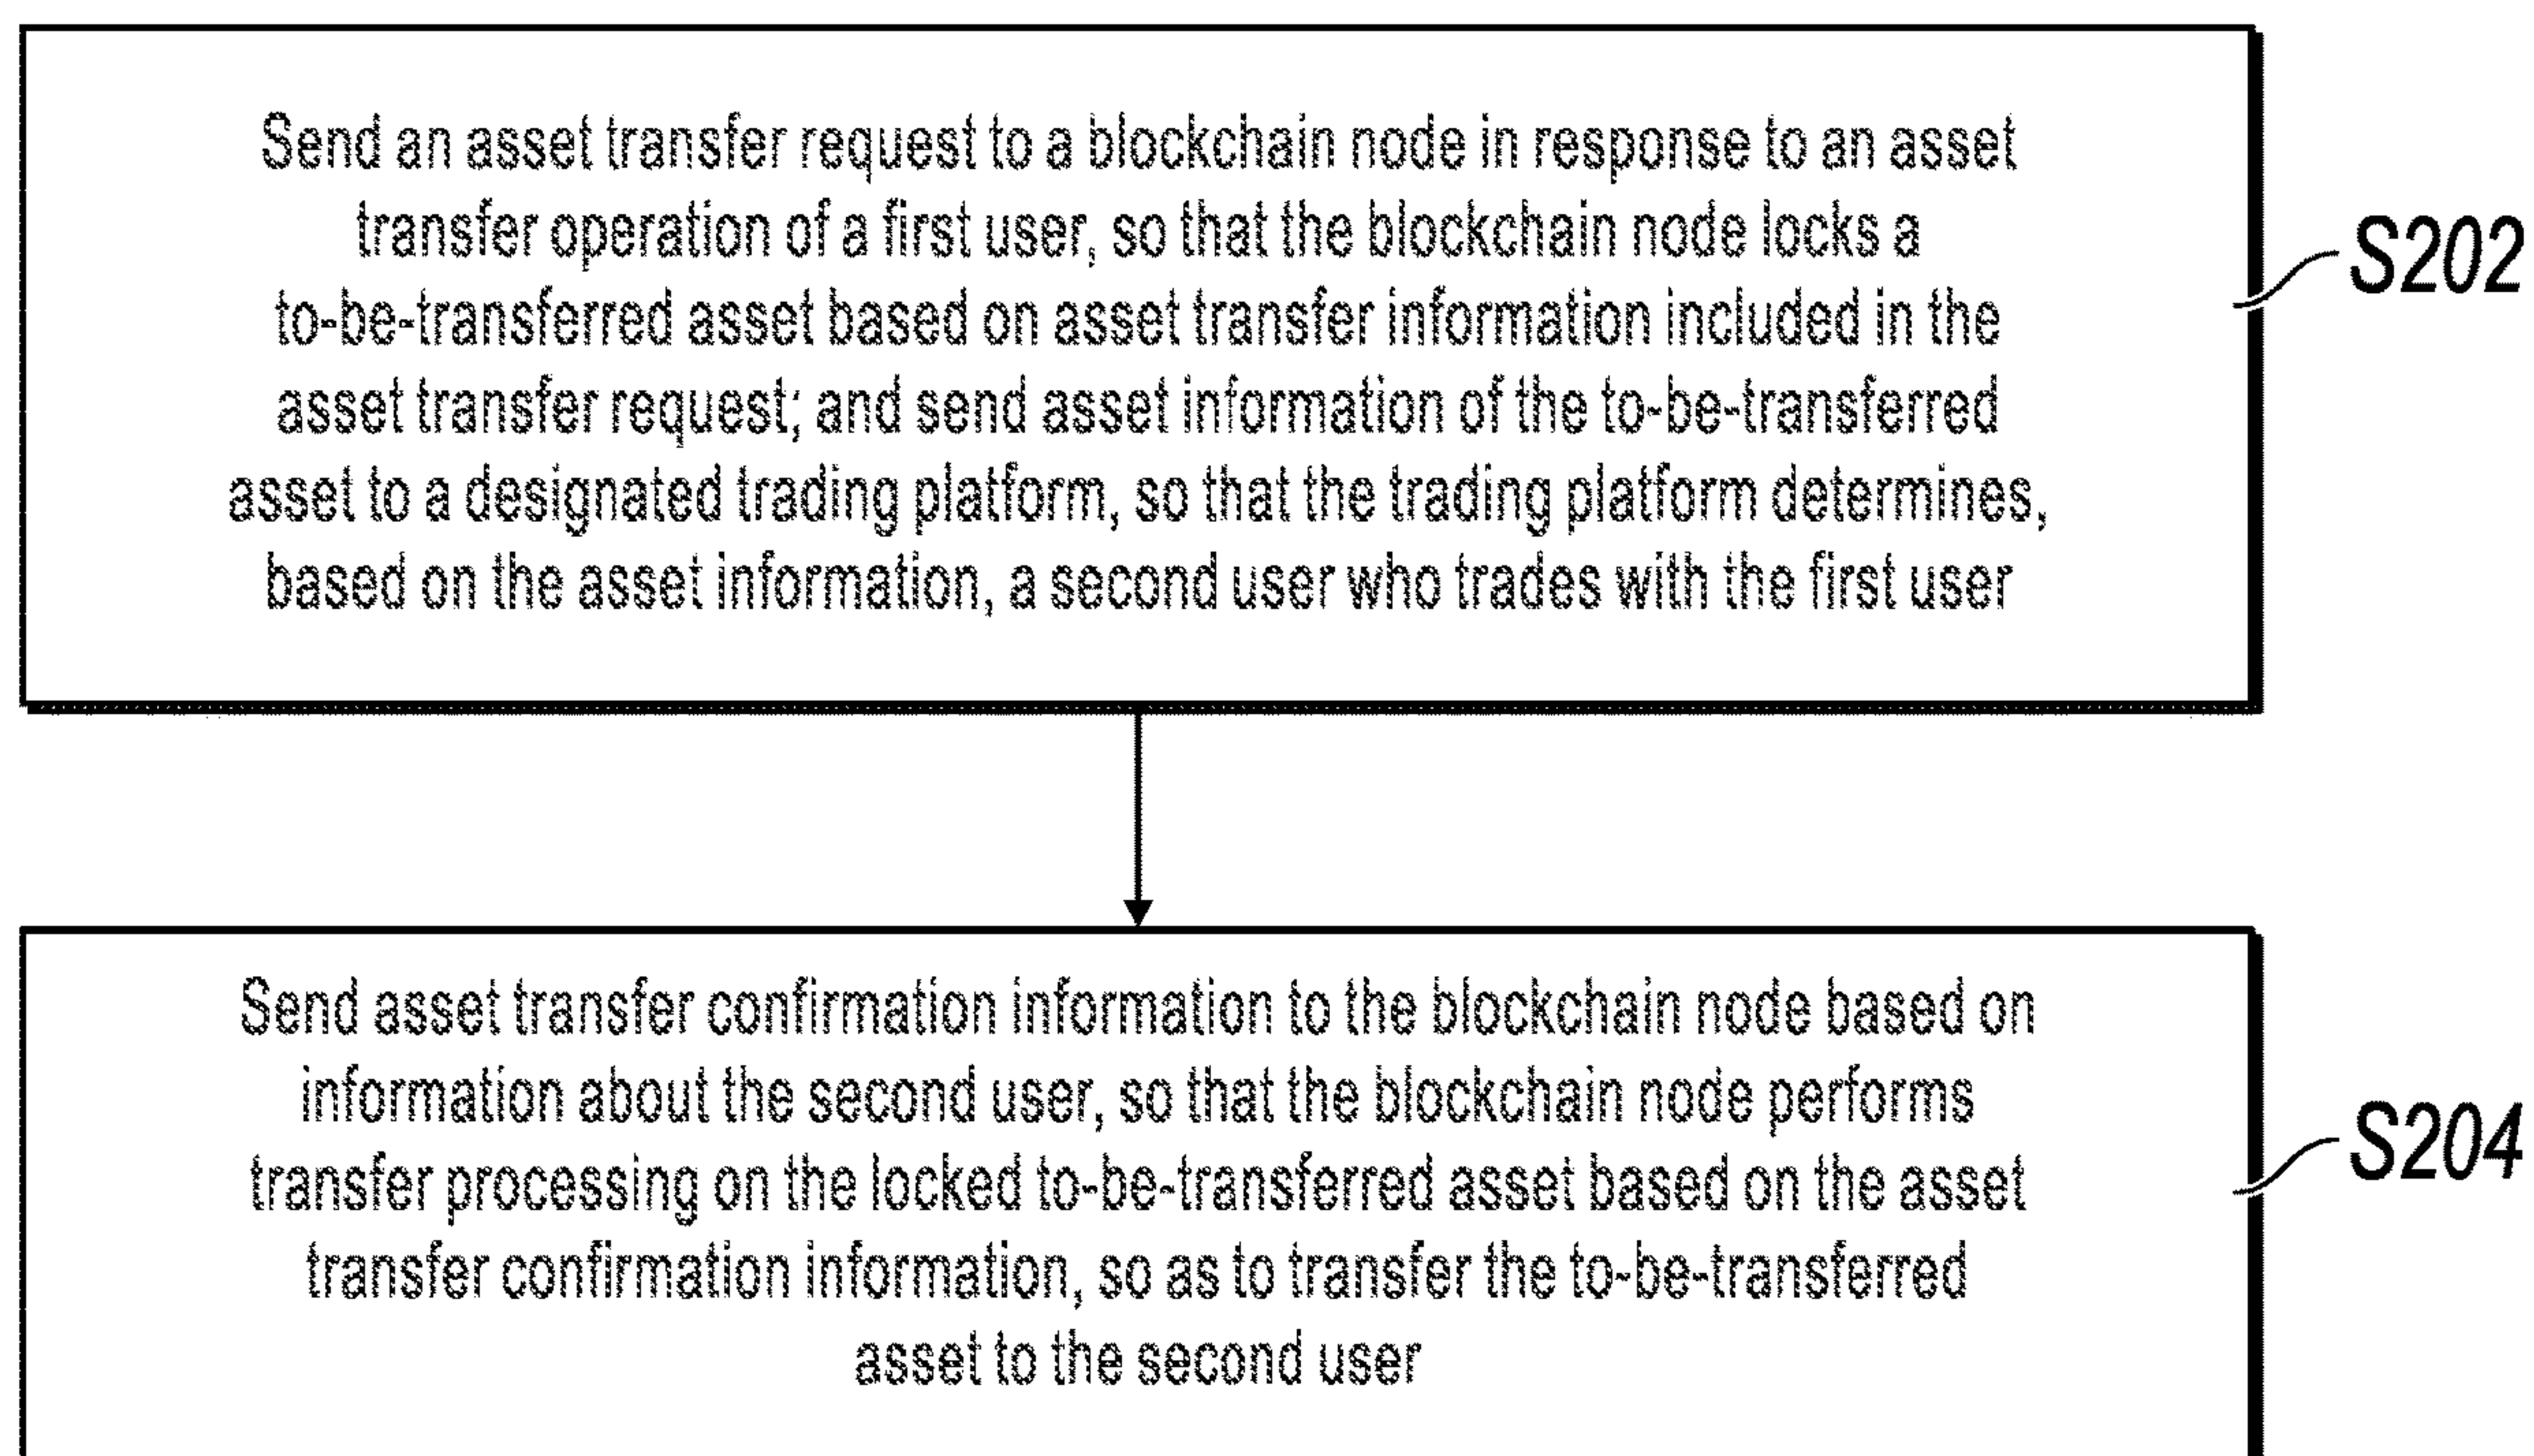 Send an asset transfer request to a blockchain node in response to an asset
transfer operation of a first user, so that the blockchain node locks a
to-be-transferred asset based on asset transfer information included in the
asset transfer request; and send asset information of the to-be-transferred
asset to a designated trading platform, so that the trading platform determines,
based on the asset information, a second user who trades with the first user
S202
Send asset transfer confirmation information to the blockchain node based on
information about the second user, so that the blockchain node performs
transfer processing on the locked to-be-transferred asset based on the asset
transfer confirmation information, so as to transfer the to-be-transferred
asset to the second user
S204